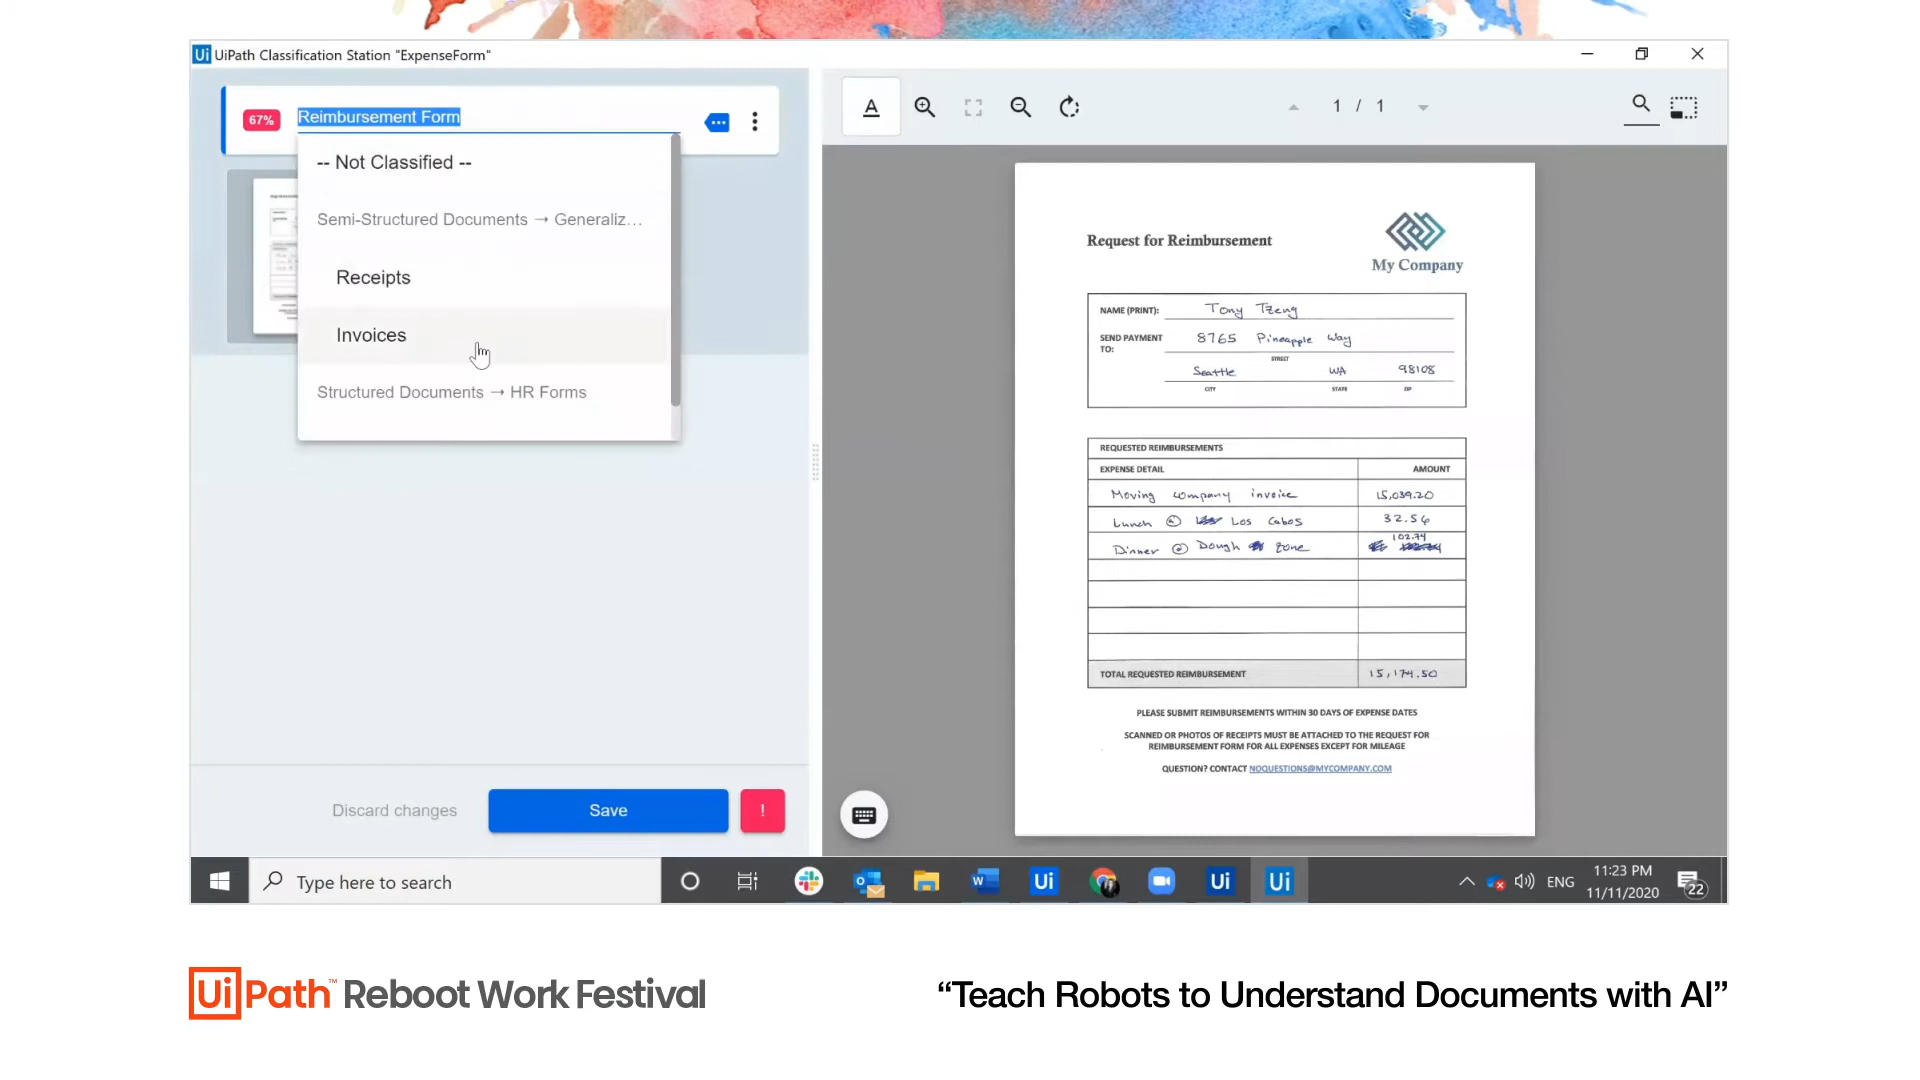 Ui UiPath Classification Station "ExpenseForm"
67% Reimbursement Form
-- Not Classified --
Semi-Structured Documents → Generaliz...
Receipts
Invoices
Structured Documents → HR Forms
Discard changes
Save
!
A
1 / 1
Request for Reimbursement
My Company
NAME (PRINT): Tony Tzeng
SEND PAYMENT TO: 8765 Pineapple Way
STREET
Seattle WA 98108
CITY STATE ZIP
REQUESTED REIMBURSEMENTS
EXPENSE DETAIL AMOUNT
Moving company invoice 15,039.20
Lunch @ Los Cabos 32.56
Dinner @ Dough zone 102.74
TOTAL REQUESTED REIMBURSEMENT 15,174.50
PLEASE SUBMIT REIMBURSEMENTS WITHIN 30 DAYS OF EXPENSE DATES
SCANNED OR PHOTOS OF RECEIPTS MUST BE ATTACHED TO THE REQUEST FOR
REIMBURSEMENT FORM FOR ALL EXPENSES EXCEPT FOR MILEAGE
QUESTION? CONTACT NOQUESTIONS@MYCOMPANY.COM
Type here to search
ENG
11:23 PM
11/11/2020
22
UiPath™ Reboot Work Festival
“Teach Robots to Understand Documents with AI”